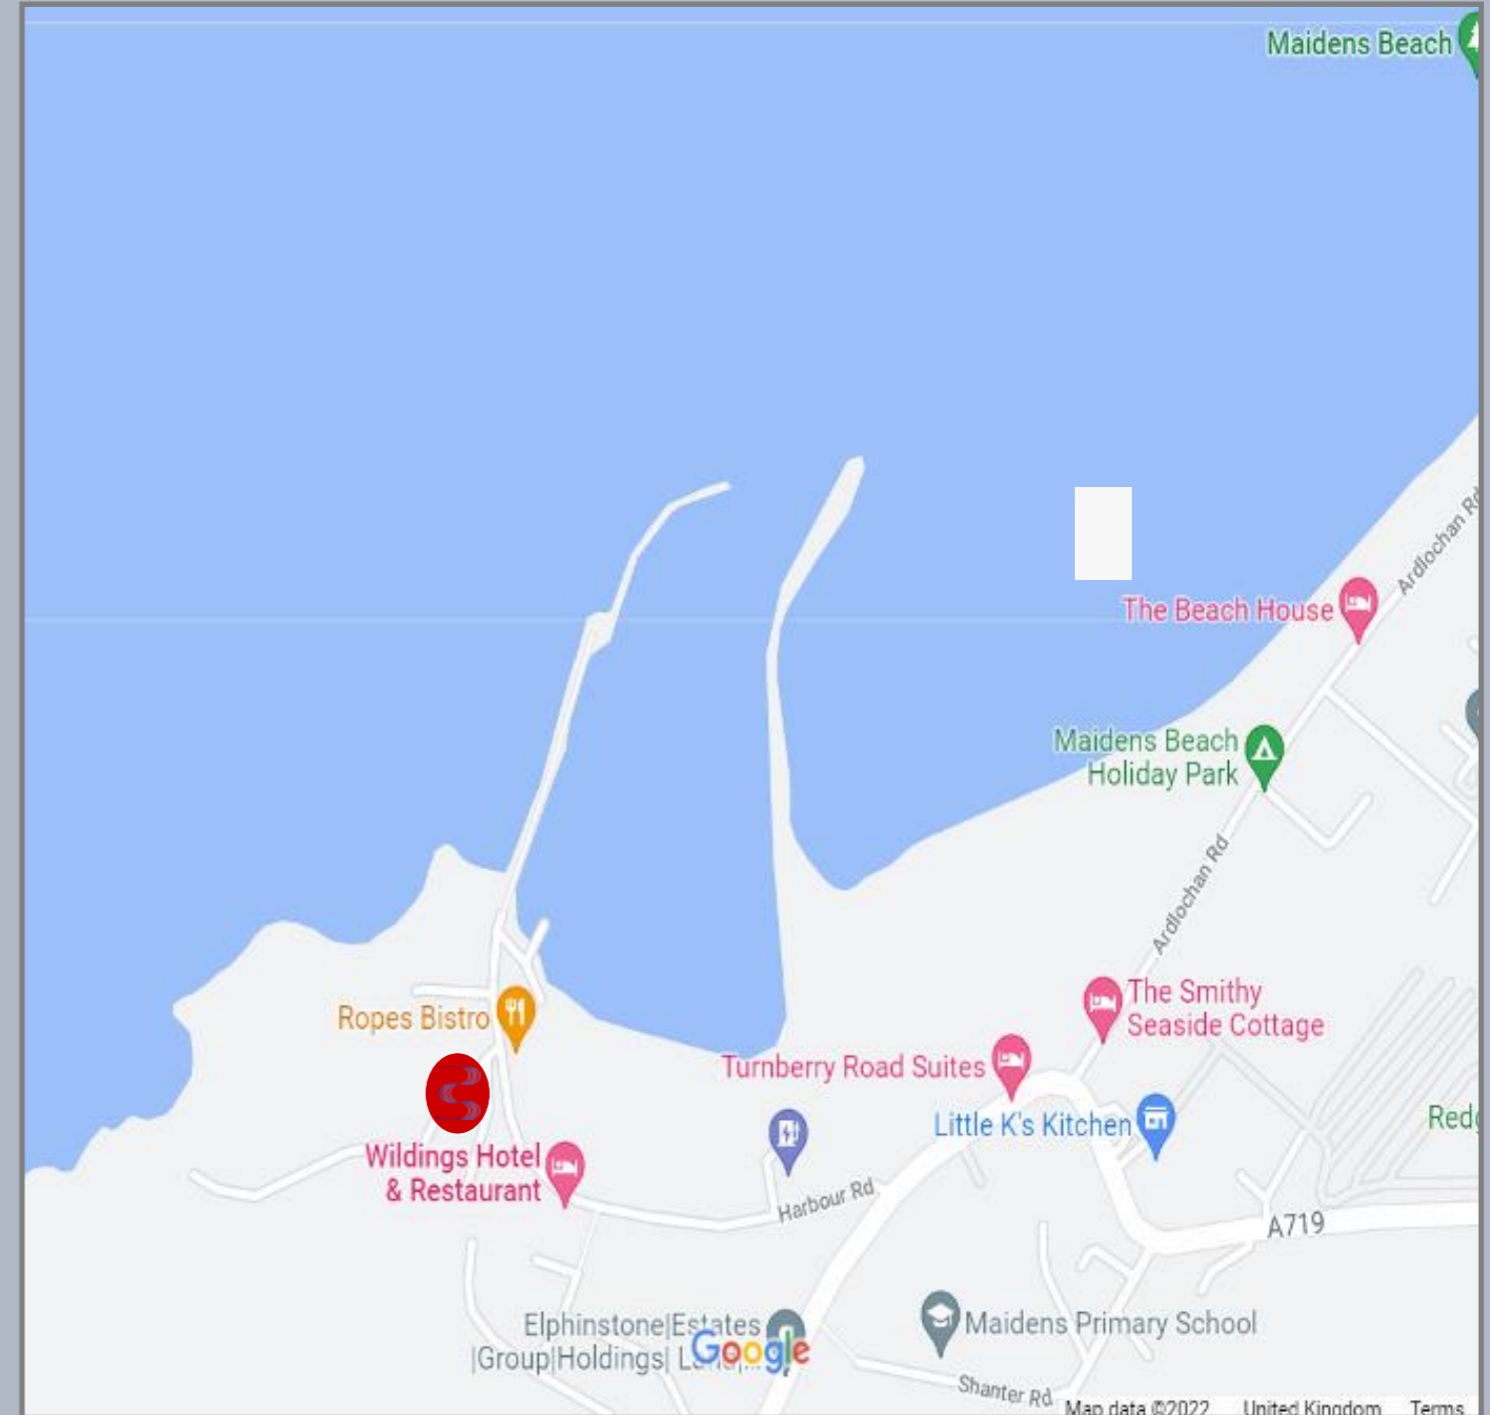 Maidens Beach
Ardlochan Rd
The Beach House
Maidens Beach
Holiday Park
Ardlochan Rd
Ropes Bistro
The Smithy
Seaside Cottage
Turnberry Road Suites
Little K's Kitchen
Wildings Hotel
& Restaurant
Harbour Rd
A719
Elphinstone|Estates
|Group|Holdings|
Google
Maidens Primary School
Shanter Rd
Map data ©2022 United Kingdom Terms